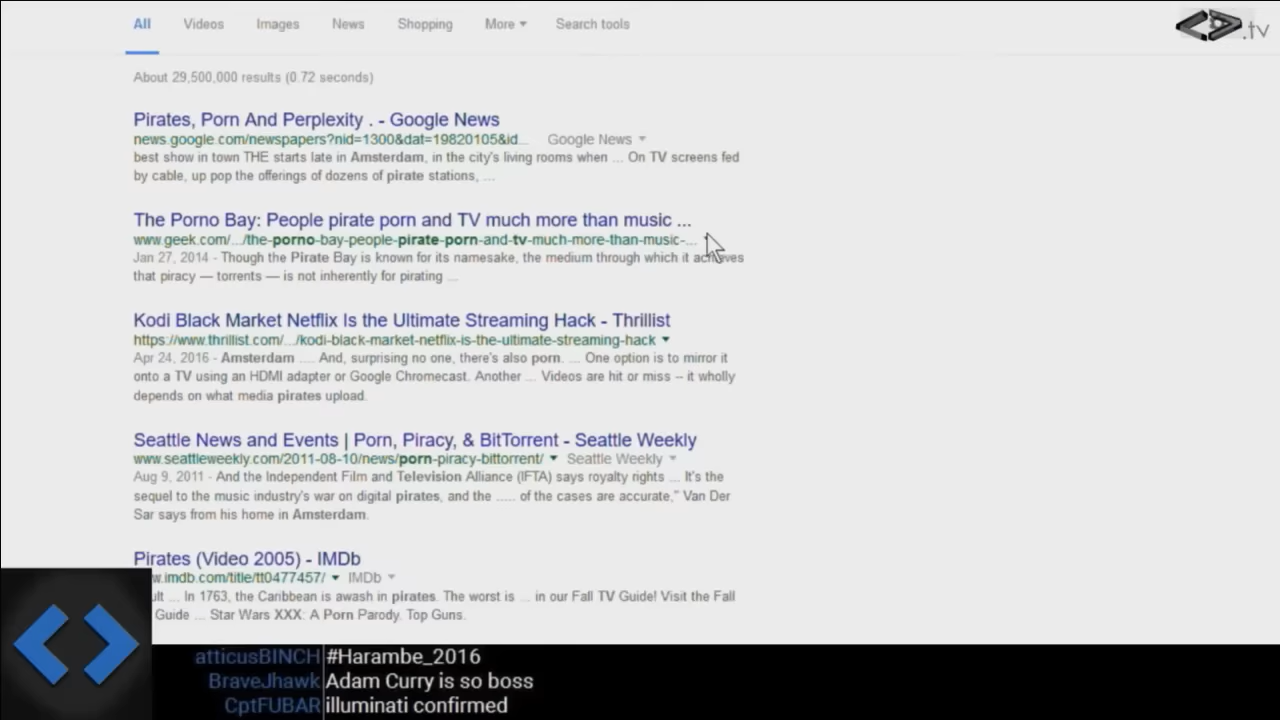 All Videos Images News Shopping More Search tools
.tv
About 29,500,000 results (0.72 seconds)
Pirates, Porn And Perplexity . - Google News
news.google.com/newspapers?nid=1300&dat=19820105&id... Google News
best show in town THE starts late in Amsterdam, in the city's living rooms when ... On TV screens fed
by cable, up pop the offerings of dozens of pirate stations, ...
The Porno Bay: People pirate porn and TV much more than music ...
www.geek.com/.../the-porno-bay-people-pirate-porn-and-tv-much-more-than-music-...
Jan 27, 2014 - Though the Pirate Bay is known for its namesake, the medium through which it achieves
that piracy — torrents — is not inherently for pirating ...
Kodi Black Market Netflix Is the Ultimate Streaming Hack - Thrillist
https://www.thrillist.com/.../kodi-black-market-netflix-is-the-ultimate-streaming-hack
Apr 24, 2016 - Amsterdam .... And, surprising no one, there's also porn. ... One option is to mirror it
onto a TV using an HDMI adapter or Google Chromecast. Another ... Videos are hit or miss – it wholly
depends on what media pirates upload.
Seattle News and Events | Porn, Piracy, & BitTorrent - Seattle Weekly
www.seattleweekly.com/2011-08-10/news/porn-piracy-bittorrent/ Seattle Weekly
Aug 9, 2011 - And the Independent Film and Television Alliance (IFTA) says royalty rights ... It's the
sequel to the music industry's war on digital pirates, and the ..... of the cases are accurate," Van Der
Sar says from his home in Amsterdam.
Pirates (Video 2005) - IMDb
w.imdb.com/title/tt0477457/ IMDb
ult ... In 1763, the Caribbean is awash in pirates. The worst is ... in our Fall TV Guide! Visit the Fall
Guide ... Star Wars XXX: A Porn Parody. Top Guns.
atticusBINCH #Harambe_2016
BraveJhawk Adam Curry is so boss
CptFUBAR illuminati confirmed